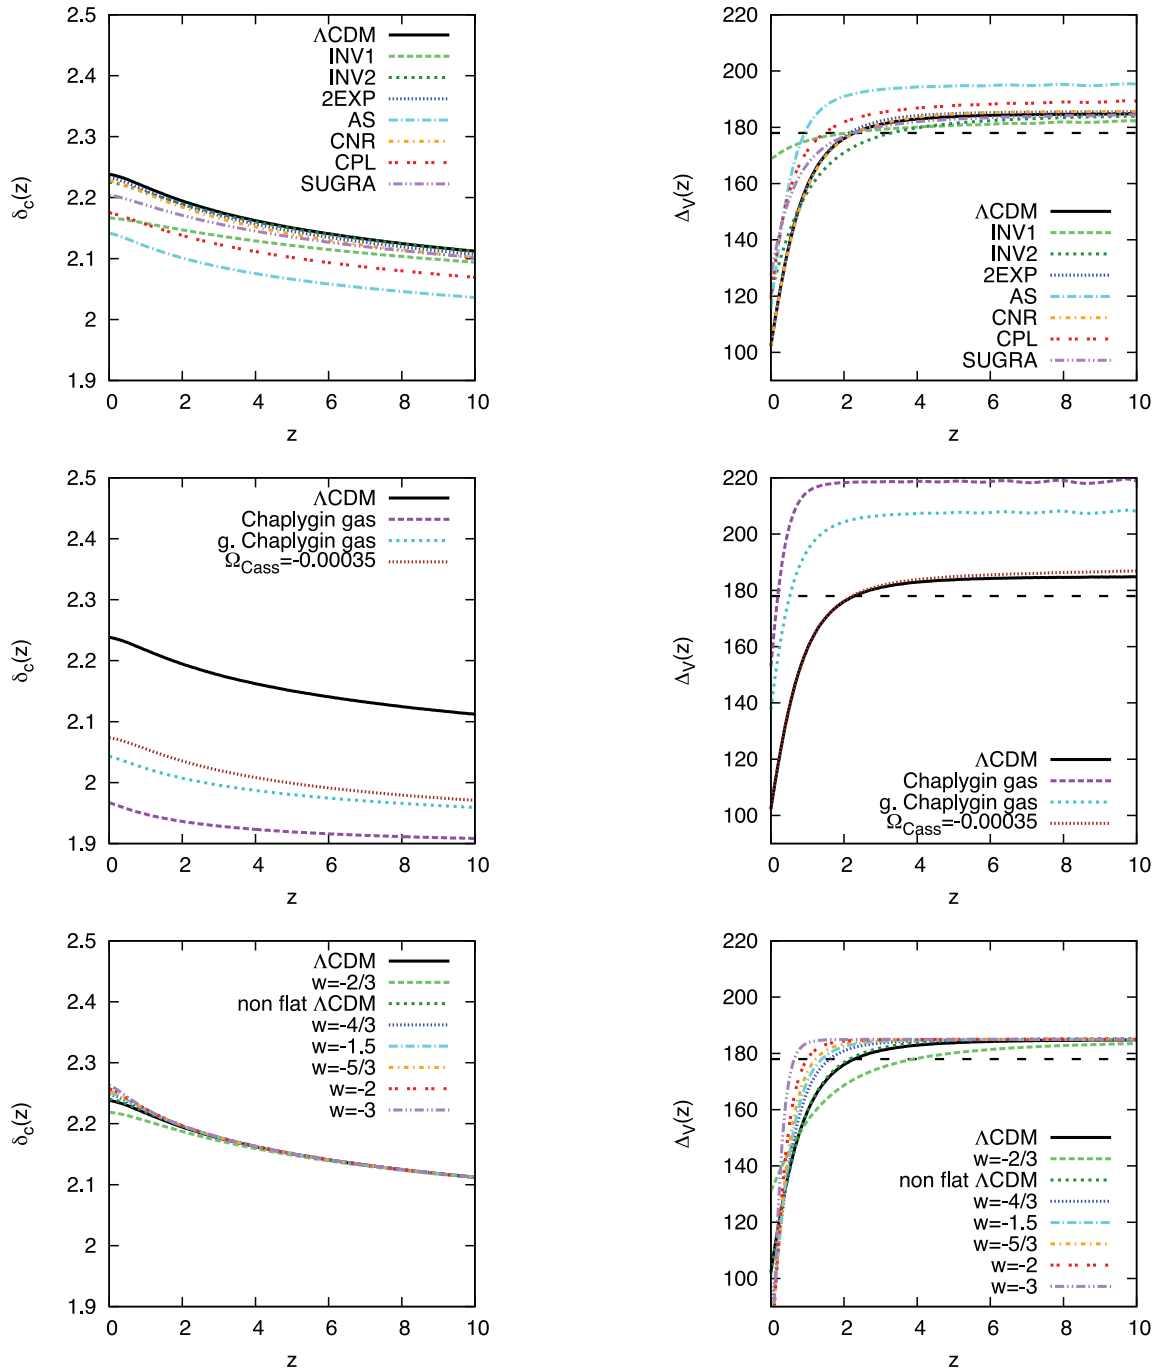 2.5
2.4
2.3
2.2
2.1
2
1.9
δc(z)
0 2 4 6 8 10
z
ΛCDM
INV1
INV2
2EXP
AS
CNR
CPL
SUGRA
220
200
180
160
140
120
100
ΔV(z)
0 2 4 6 8 10
z
ΛCDM
INV1
INV2
2EXP
AS
CNR
CPL
SUGRA
2.5
2.4
2.3
2.2
2.1
2
1.9
δc(z)
0 2 4 6 8 10
z
ΛCDM
Chaplygin gas
g. Chaplygin gas
ΩCass=-0.00035
220
200
180
160
140
120
100
ΔV(z)
0 2 4 6 8 10
z
ΛCDM
Chaplygin gas
g. Chaplygin gas
ΩCass=-0.00035
2.5
2.4
2.3
2.2
2.1
2
1.9
δc(z)
0 2 4 6 8 10
z
ΛCDM
w=-2/3
non flat ΛCDM
w=-4/3
w=-1.5
w=-5/3
w=-2
w=-3
220
200
180
160
140
120
100
ΔV(z)
0 2 4 6 8 10
z
ΛCDM
w=-2/3
non flat ΛCDM
w=-4/3
w=-1.5
w=-5/3
w=-2
w=-3